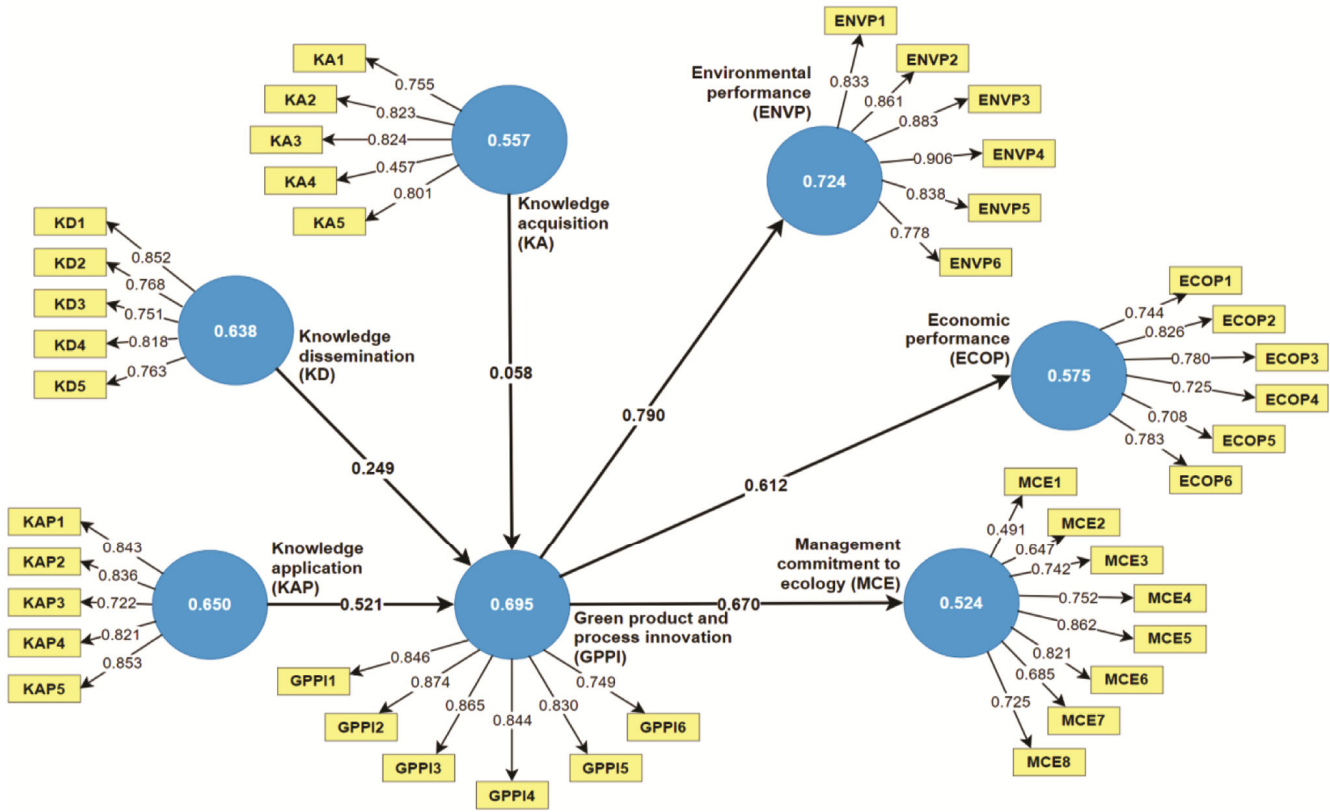 KA1
KA2
KA3
KA4
KA5
0.755
0.823
0.824
0.457
0.801
0.557
Knowledge
acquisition
(KA)
0.058
ENVP1
ENVP2
ENVP3
ENVP4
ENVP5
ENVP6
0.833
0.861
0.883
0.906
0.838
0.778
Environmental
performance
(ENVP)
0.724
0.790
KD1
KD2
KD3
KD4
KD5
0.852
0.768
0.751
0.818
0.763
0.638
Knowledge
dissemination
(KD)
0.249
Economic
performance
(ECOP)
0.575
0.744
0.826
0.780
0.725
0.708
0.783
ECOP1
ECOP2
ECOP3
ECOP4
ECOP5
ECOP6
0.612
KAP1
KAP2
KAP3
KAP4
KAP5
0.843
0.836
0.722
0.821
0.853
0.650
Knowledge
application
(KAP)
0.521
0.695
Green product and
process innovation
(GPPI)
0.846
0.874
0.865
0.844
0.830
0.749
GPPI1
GPPI2
GPPI3
GPPI4
GPPI5
GPPI6
0.670
Management
commitment to
ecology (MCE)
0.524
0.491
0.647
0.742
0.752
0.862
0.821
0.685
0.725
MCE1
MCE2
MCE3
MCE4
MCE5
MCE6
MCE7
MCE8